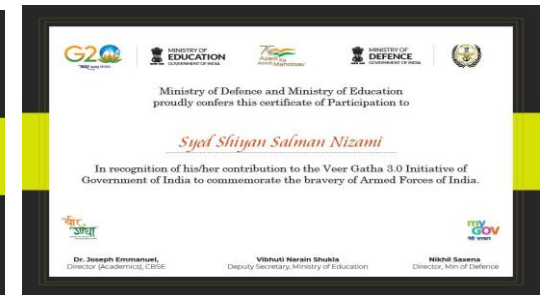 G20
MINISTRY OF
EDUCATION
GOVERNMENT OF INDIA
Azadi Ka
Amrit Mahotsav
MINISTRY OF
DEFENCE
GOVERNMENT OF INDIA
Ministry of Defence and Ministry of Education
proudly confers this certificate of Participation to
Syed Shiyan Salman Nizami
In recognition of his/her contribution to the Veer Gatha 3.0 Initiative of
Government of India to commemorate the bravery of Armed Forces of India.
वीर
गाथा
my
GOV
मेरी सरकार
Dr. Joseph Emmanuel,
Director (Academics), CBSE
Vibhuti Narain Shukla
Deputy Secretary, Ministry of Education
Nikhil Saxena
Director, Min of Defence